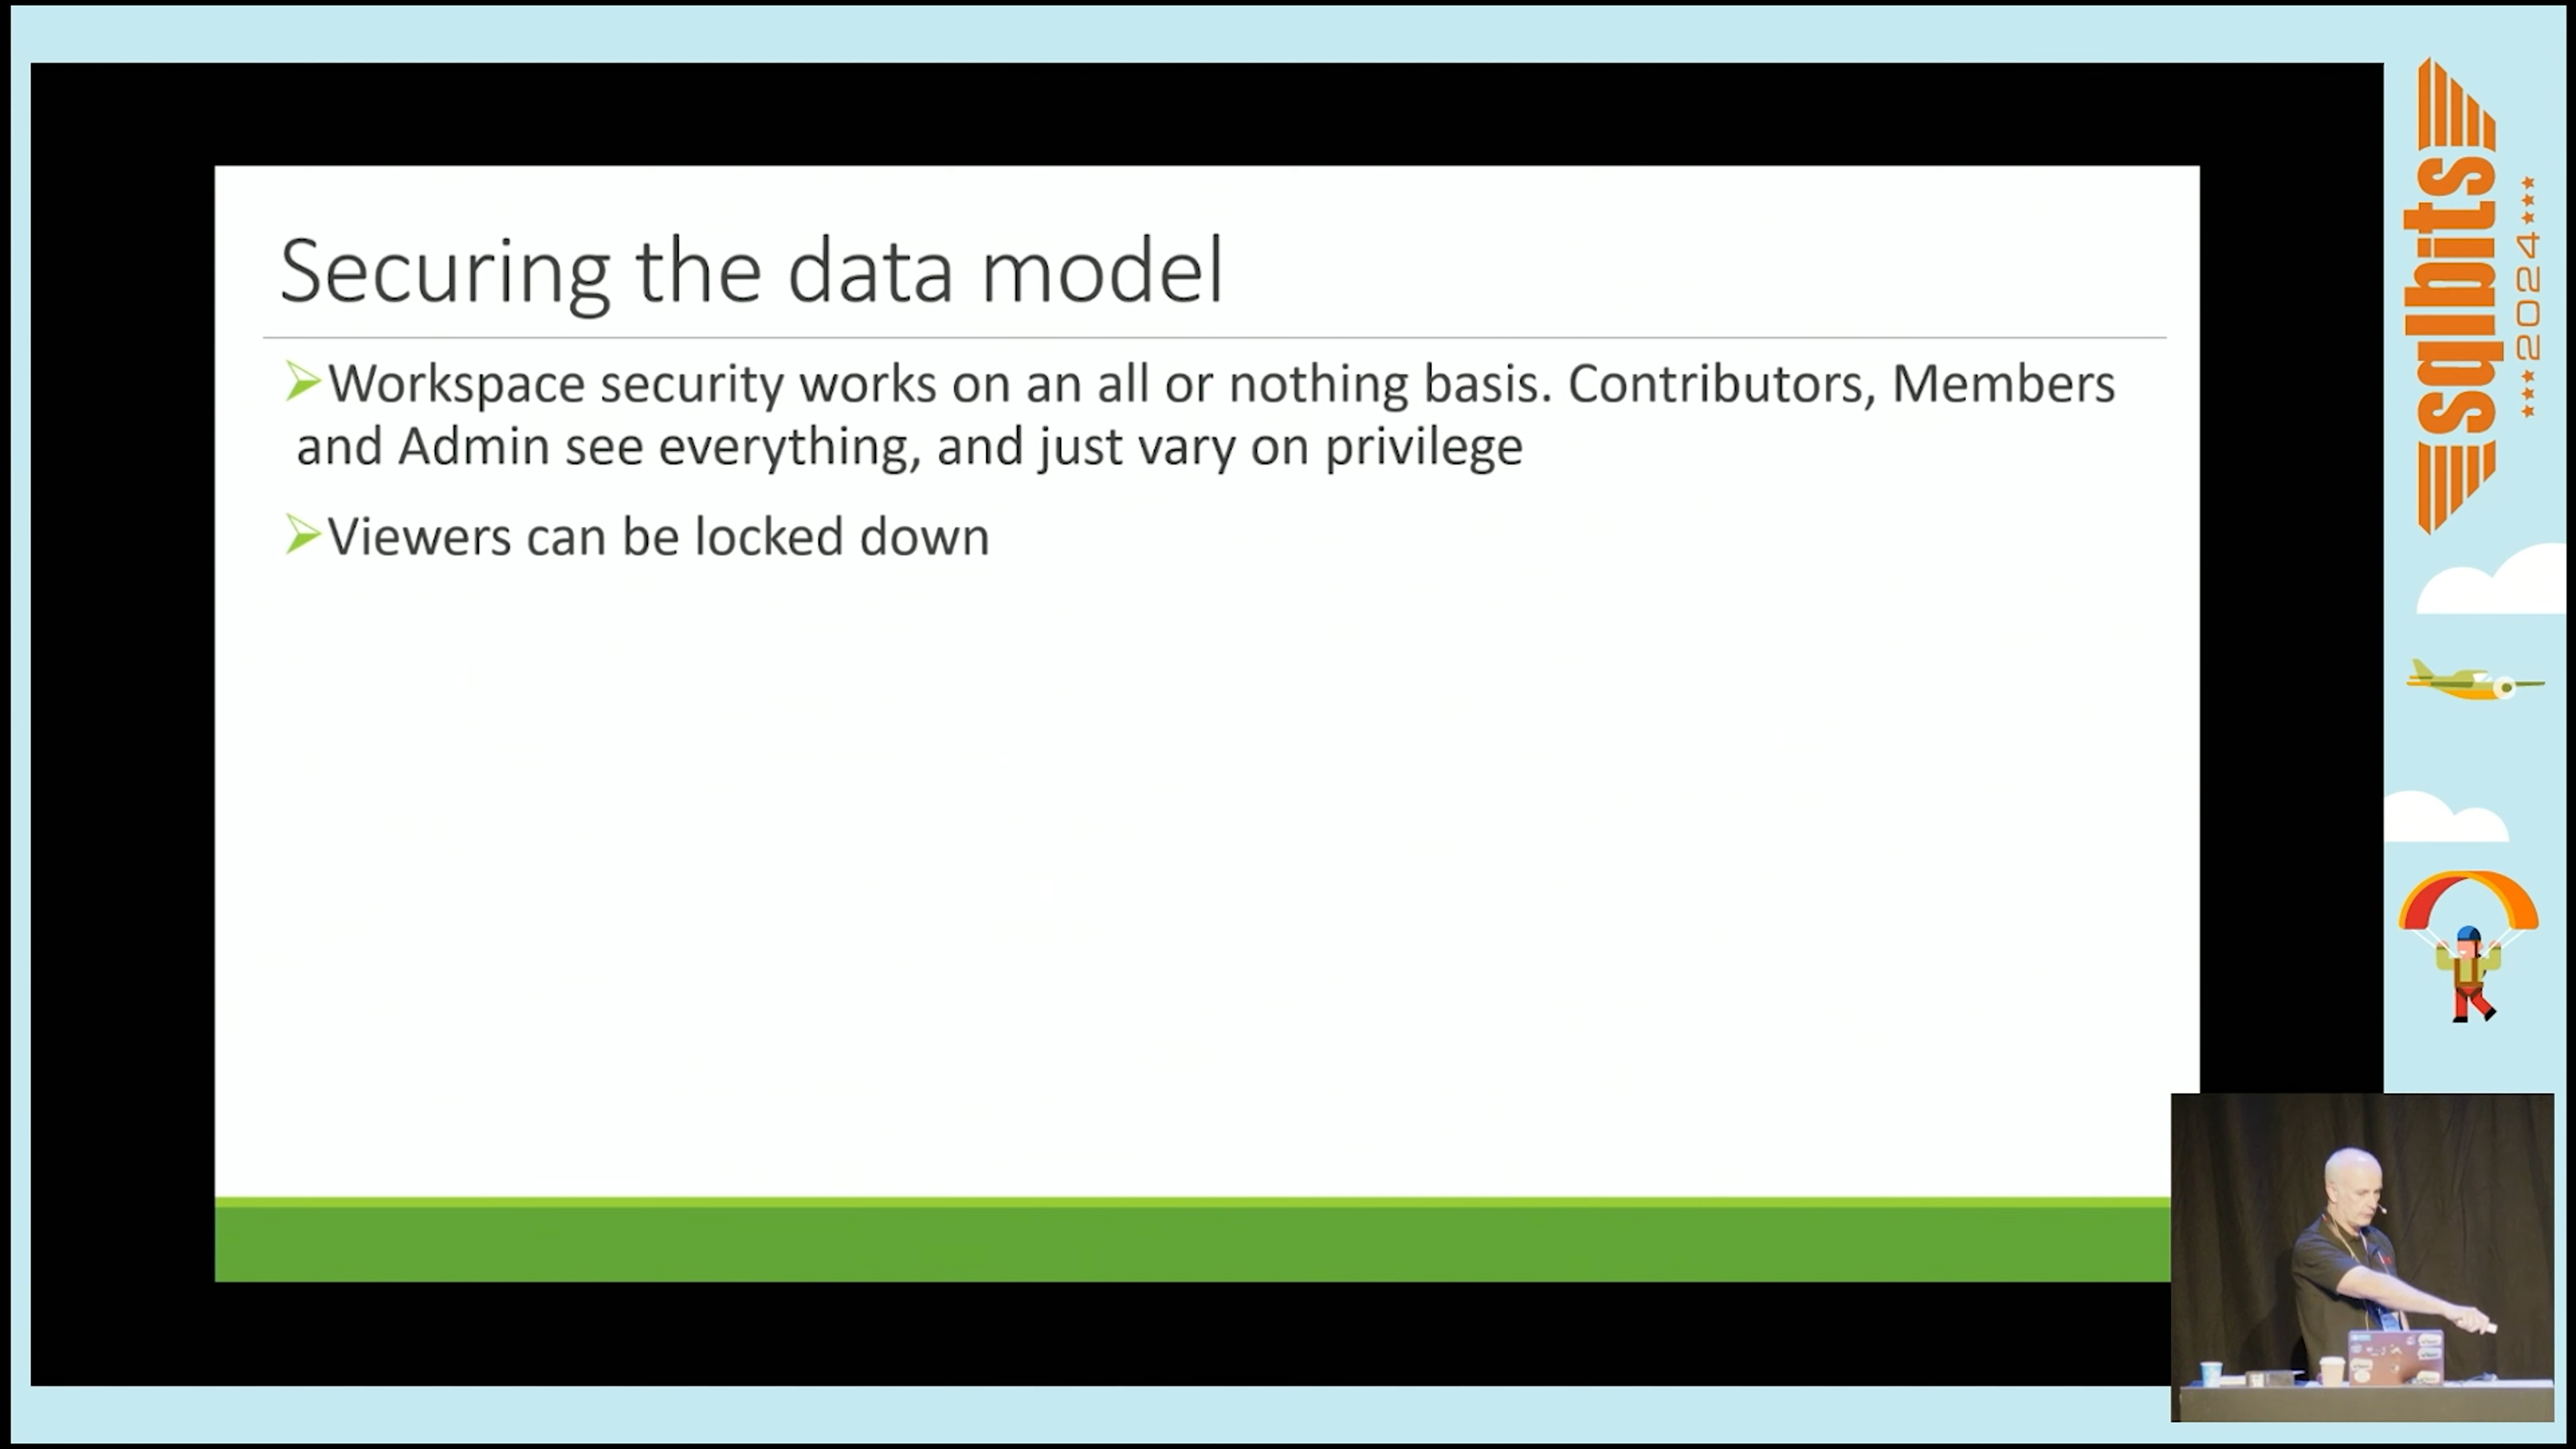 Securing the data model
➢Workspace security works on an all or nothing basis. Contributors, Members
and Admin see everything, and just vary on privilege
➢Viewers can be locked down
sqlbits
2024